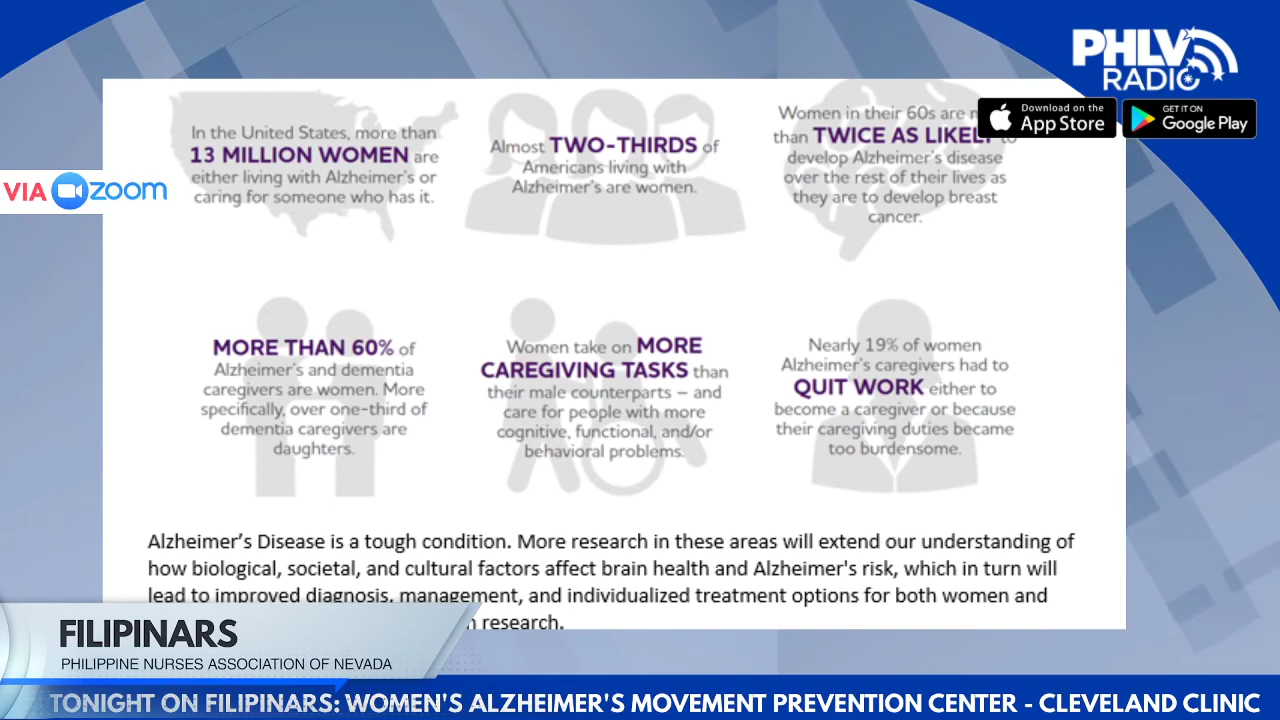 PHLV
RADIO
Download on the
App Store
GET IT ON
Google Play
VIA zoom
In the United States, more than
13 MILLION WOMEN are
either living with Alzheimer's or
caring for someone who has it.
Almost TWO-THIRDS of
Americans living with
Alzheimer's are women.
Women in their 60s are
than TWICE AS LIKELY to
develop Alzheimer's disease
over the rest of their lives as
they are to develop breast
cancer.
MORE THAN 60% of
Alzheimer's and dementia
caregivers are women. More
specifically, over one-third of
dementia caregivers are
daughters.
Women take on MORE
CAREGIVING TASKS than
their male counterparts – and
care for people with more
cognitive, functional, and/or
behavioral problems.
Nearly 19% of women
Alzheimer's caregivers had to
QUIT WORK either to
become a caregiver or because
their caregiving duties became
too burdensome.
Alzheimer's Disease is a tough condition. More research in these areas will extend our understanding of
how biological, societal, and cultural factors affect brain health and Alzheimer's risk, which in turn will
lead to improved diagnosis, management, and individualized treatment options for both women and
research.
FILIPINARS
PHILIPPINE NURSES ASSOCIATION OF NEVADA
TONIGHT ON FILIPINARS: WOMEN'S ALZHEIMER'S MOVEMENT PREVENTION CENTER - CLEVELAND CLINIC